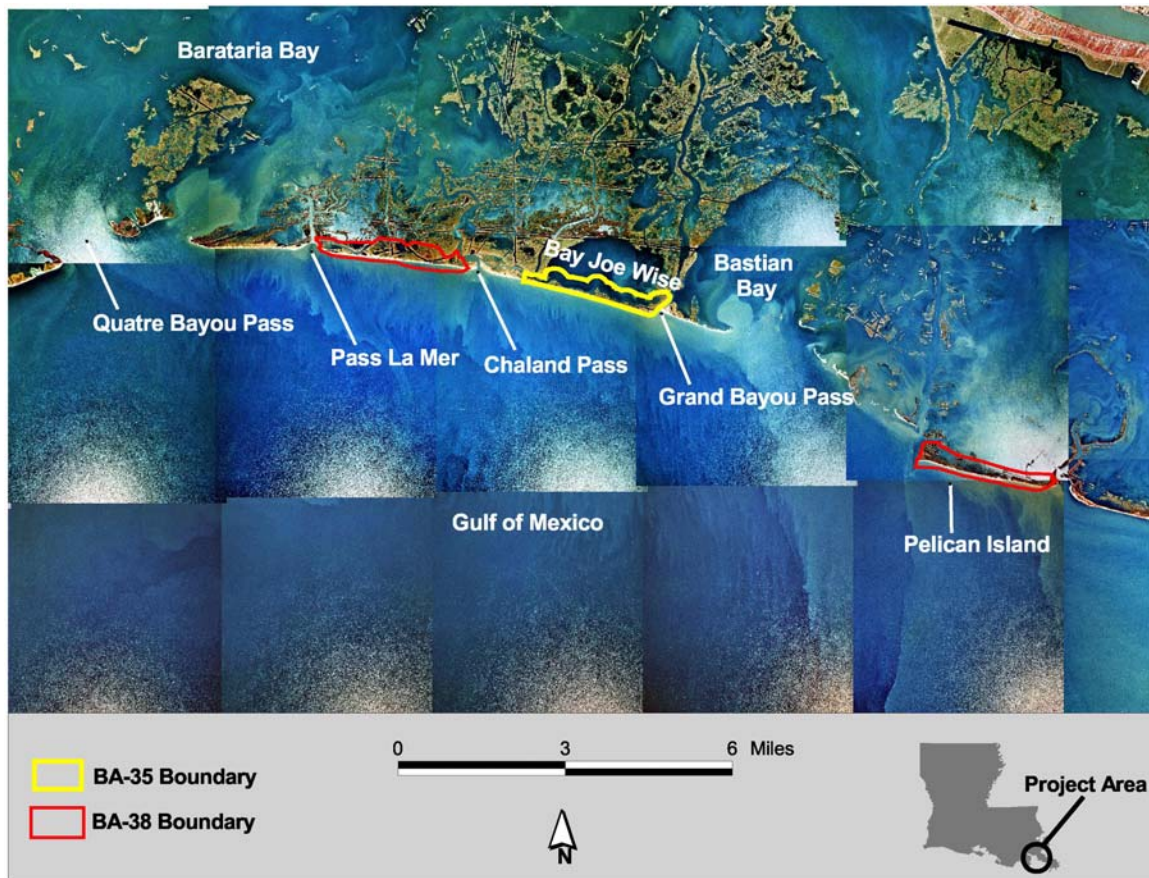 Barataria Bay
Bay Joe Wise
Bastian
Bay
Quatre Bayou Pass
Pass La Mer
Chaland Pass
Grand Bayou Pass
Gulf of Mexico
Pelican Island
0 3 6 Miles
BA-35 Boundary
BA-38 Boundary
N
Project Area